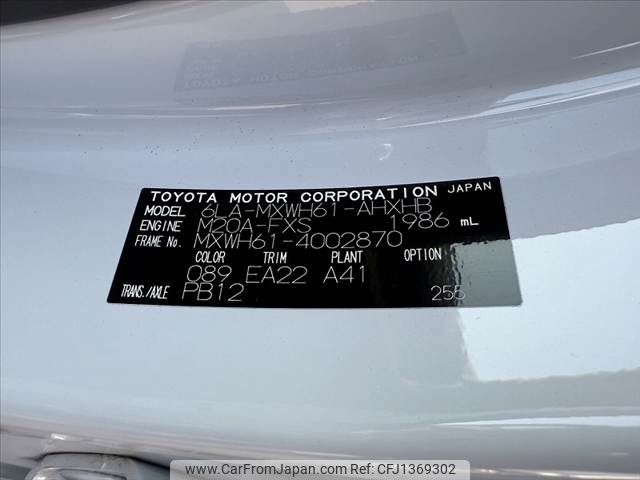 TOYOTA MOTOR CORPORATION JAPAN
MODEL 6LA-MXWH61-AHXHB
ENGINE M20A-FXS 1986 mL
FRAME No. MXWH61-4002870
COLOR TRIM PLANT OPTION
089 EA22 A41
TRANS./AXLE PB12 255
www.CarFromJapan.com Ref No: CFJ1369302